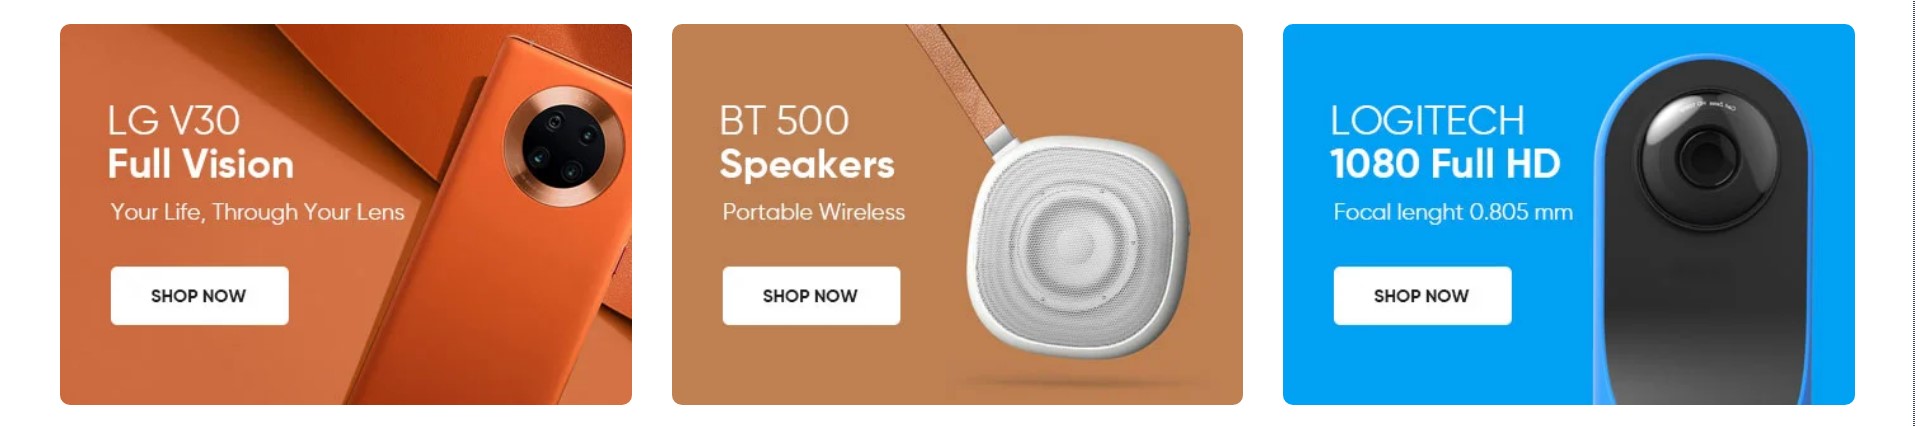 LG V30
Full Vision
Your Life, Through Your Lens
SHOP NOW
BT 500
Speakers
Portable Wireless
SHOP NOW
LOGITECH
1080 Full HD
Focal lenght 0.805 mm
SHOP NOW